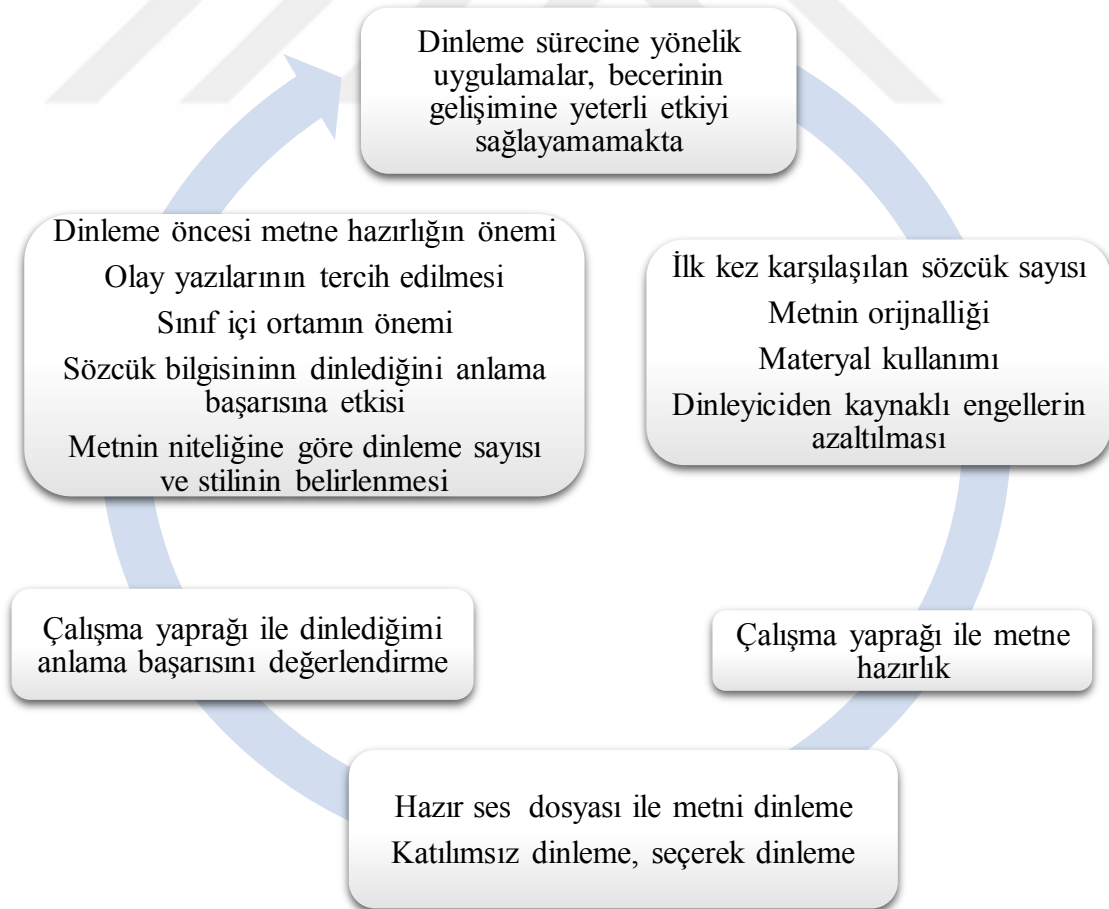 Dinleme sürecine yönelik
uygulamalar, becerinin
gelişimine yeterli etkiyi
sağlayamamakta
İlk kez karşılaşılan sözcük sayısı
Metnin orijnalliği
Materyal kullanımı
Dinleyiciden kaynaklı engellerin
azaltılması
Çalışma yaprağı ile metne
hazırlık
Hazır ses dosyası ile metni dinleme
Katılımsız dinleme, seçerek dinleme
Çalışma yaprağı ile dinlediğimi
anlama başarısını değerlendirme
Dinleme öncesi metne hazırlığın önemi
Olay yazılarının tercih edilmesi
Sınıf içi ortamın önemi
Sözcük bilgisininn dinlediğini anlama
başarısına etkisi
Metnin niteliğine göre dinleme sayısı
ve stilinin belirlenmesi